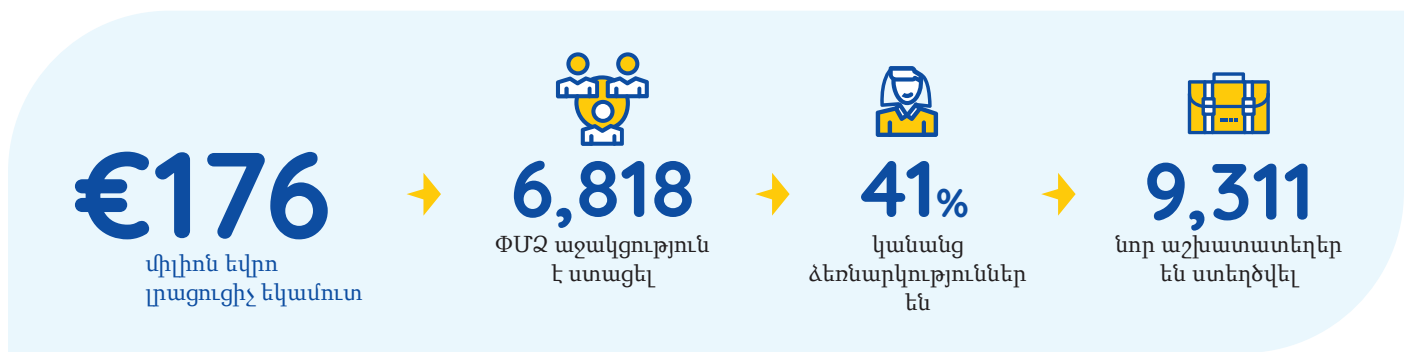 €176
միլիոն եվրո
լրացուցիչ եկամուտ
6,818
ՓՄՁ աջակցություն
է ստացել
41%
կանանց
ձեռնարկություններ
են
9,311
նոր աշխատատեղեր
են ստեղծվել